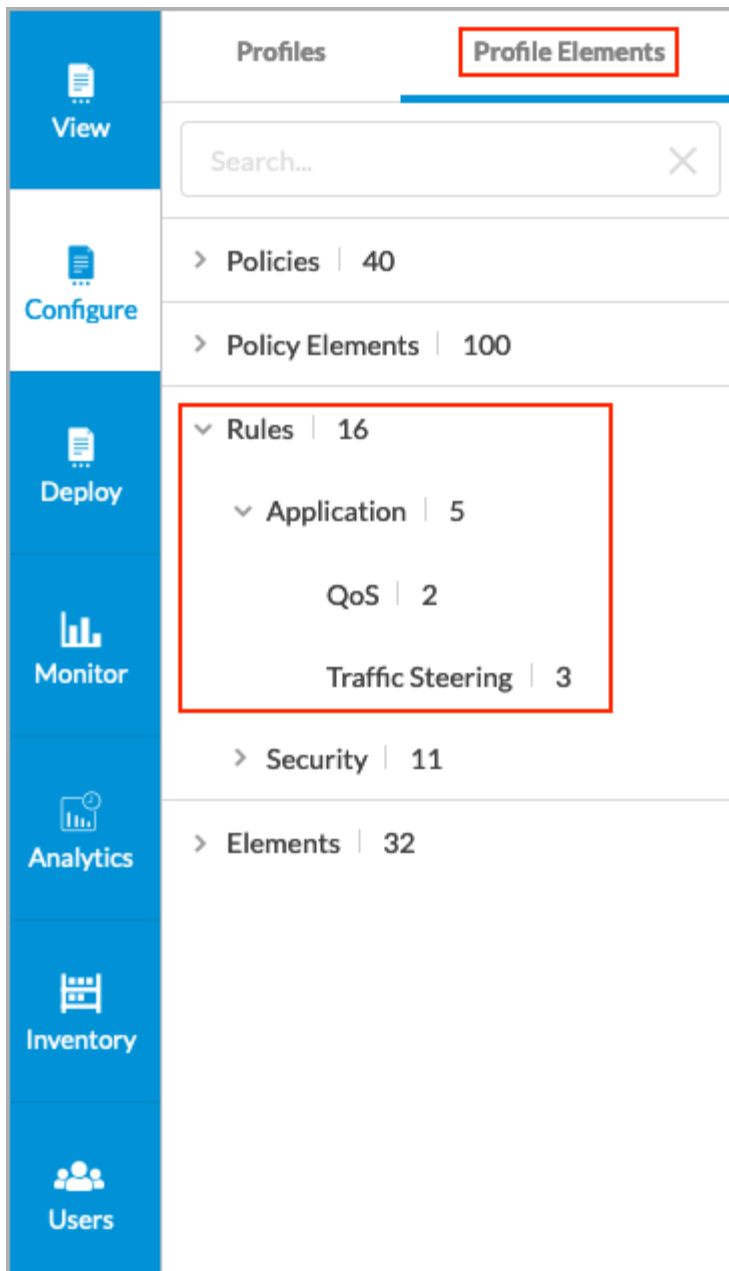 Profiles
Profile Elements
View
Search...
Policies 40
Configure
Policy Elements 100
Rules 16
Deploy
Application 5
QoS 2
Monitor
Traffic Steering 3
Security 11
Analytics
Elements 32
Inventory
Users